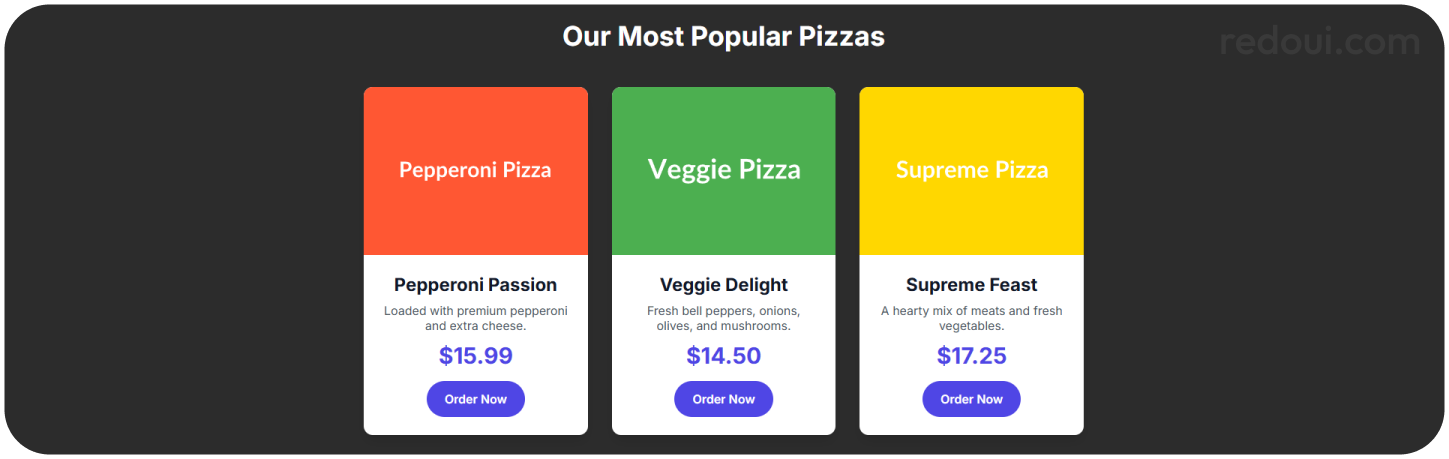 Our Most Popular Pizzas
redoui.com
Pepperoni Pizza
Veggie Pizza
Supreme Pizza
Pepperoni Passion
Loaded with premium pepperoni
and extra cheese.
$15.99
Order Now
Veggie Delight
Fresh bell peppers, onions,
olives, and mushrooms.
$14.50
Order Now
Supreme Feast
A hearty mix of meats and fresh
vegetables.
$17.25
Order Now